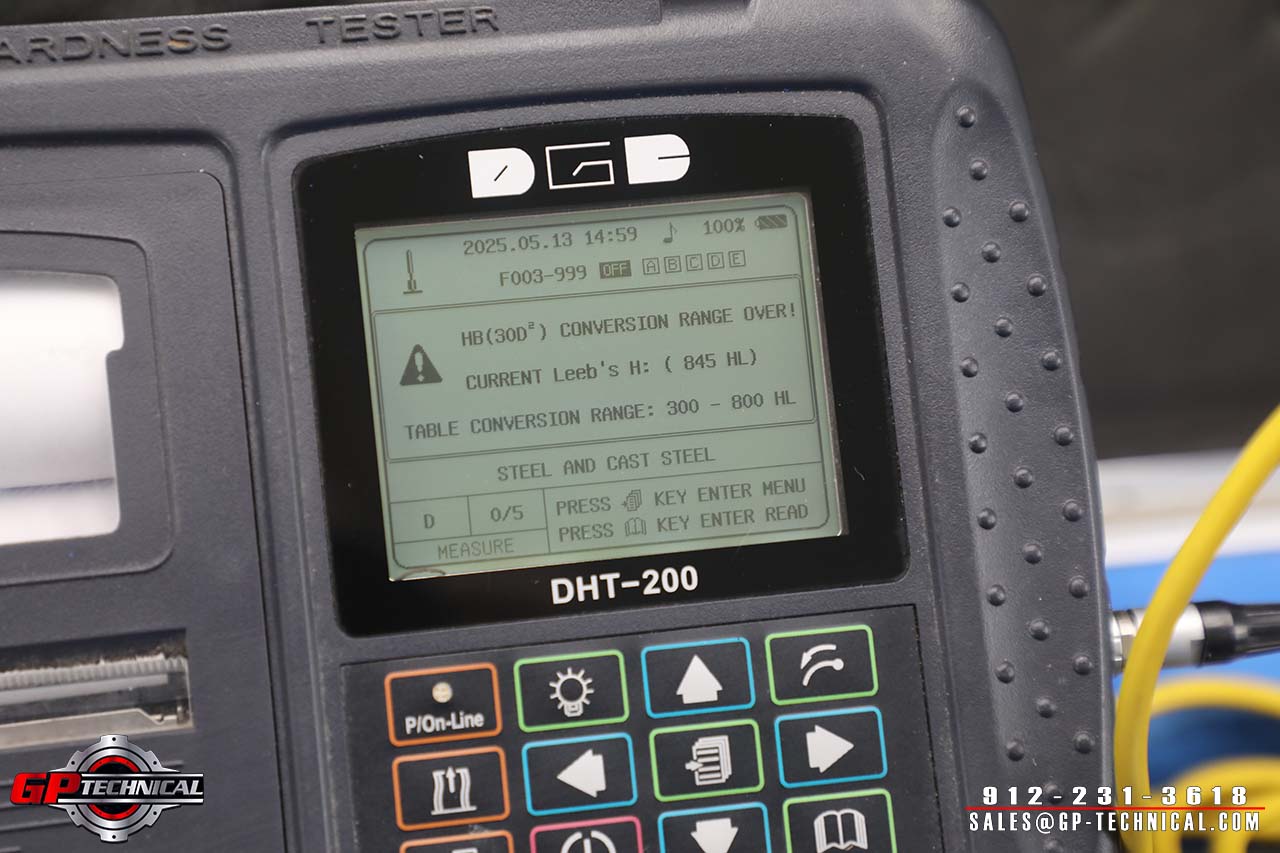 ARDNESS TESTER
DGD
2025.05.13 14:59 100%
F003-999 OFF A B C D E
HB(30D²) CONVERSION RANGE OVER!
CURRENT Leeb's H: ( 845 HL)
TABLE CONVERSION RANGE: 300 - 800 HL
STEEL AND CAST STEEL
D 0/5
MEASURE
PRESS KEY ENTER MENU
PRESS KEY ENTER READ
DHT-200
P/On-Line
GP TECHNICAL
912-231-3618
SALES@GP-TECHNICAL.COM